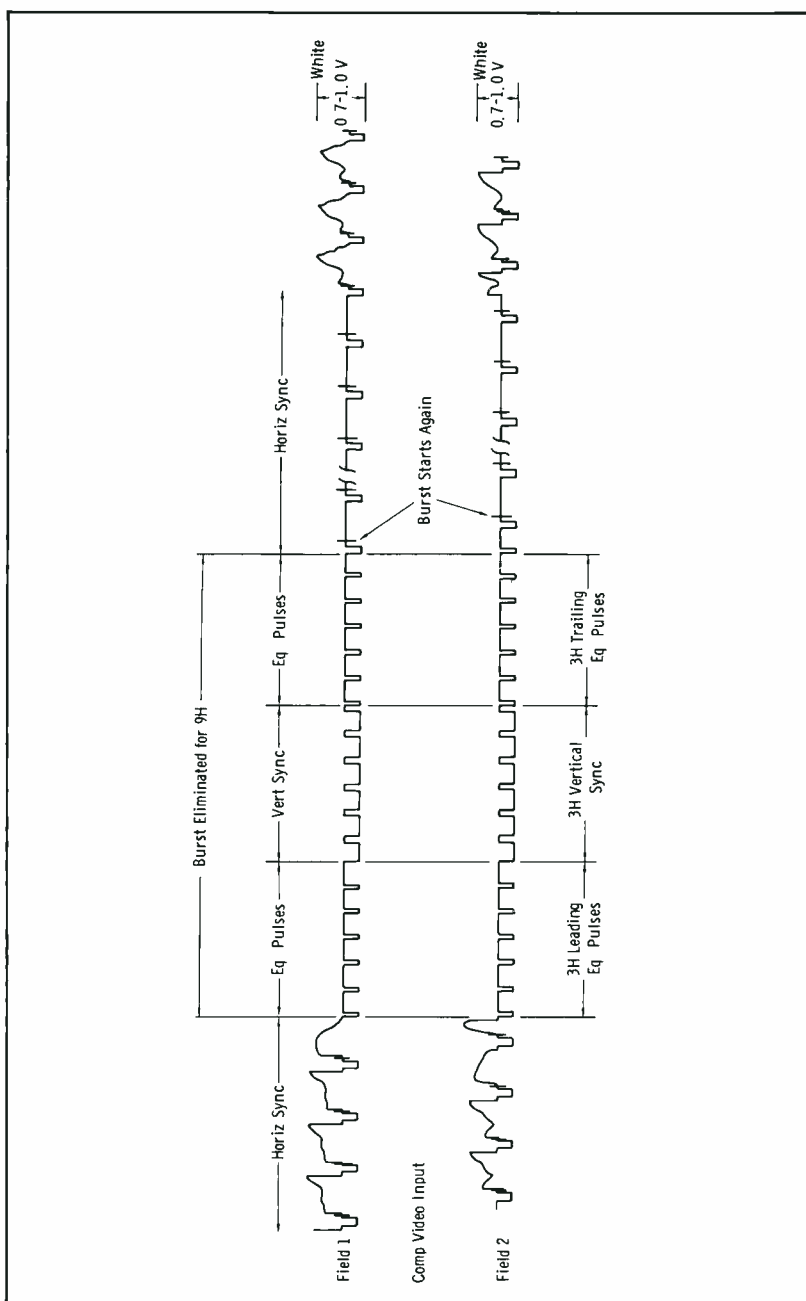 Burst Eliminated for 9H
Horiz Sync
Eq Pulses
Vert Sync
Eq Pulses
Horiz Sync
White
0 7-1.0 V
Field 1
Comp Video Input
Burst Starts Again
White
0.7-1.0 V
Field 2
3H Leading
Eq Pulses
3H Vertical
Sync
3H Trailing
Eq Pulses